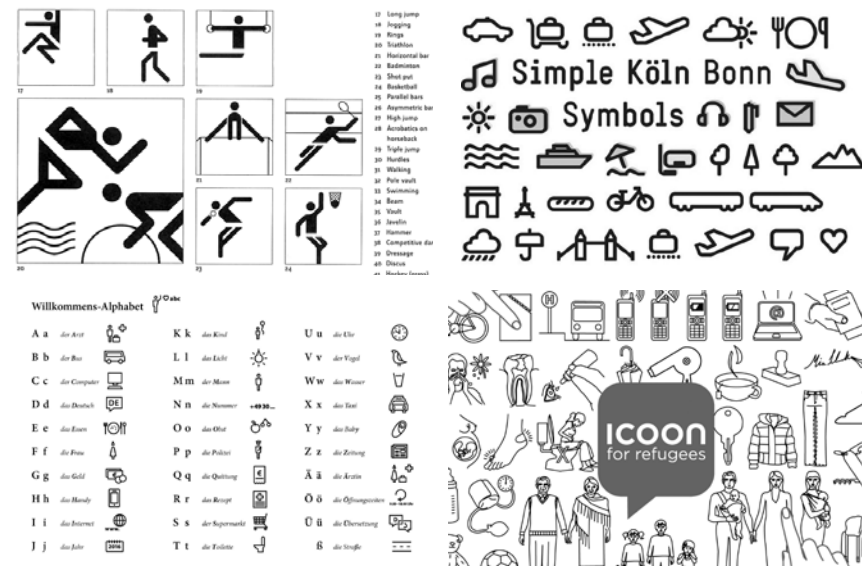 17
18
19
21
22
20
23
24
17 Long jump
18 Jogging
19 Rings
20 Triathlon
21 Horizontal bar
22 Badminton
23 Shot put
24 Basketball
25 Parallel bars
26 Asymmetric bar
27 High jump
28 Acrobatics on
horseback
29 Triple jump
30 Hurdles
31 Walking
32 Pole vault
33 Swimming
34 Beam
35 Vault
36 Javelin
37 Hammer
38 Competitive da
39 Dressage
40 Discus
Simple Köln Bonn
Symbols
Willkommens-Alphabet abc
A a der Arzt
B b der Bus
C c der Computer
D d das Deutsch DE
E e das Essen
F f die Frau
G g das Geld
H h das Handy
I i das Internet
J j das Jahr 2016
K k das Kind
L l das Licht
M m der Mann
N n die Nummer +49 30 ...
O o das Obst
P p die Polizei
Q q die Quittung
R r das Rezept
S s der Supermarkt
T t die Toilette
U u die Uhr
V v der Vogel
W w das Wasser
X x das Taxi
Y y das Baby
Z z die Zeitung
Ä ä die Ärztin
Ö ö die Öffnungszeiten
Ü ü die Übersetzung
ß die Straße
H
ICOON
for refugees